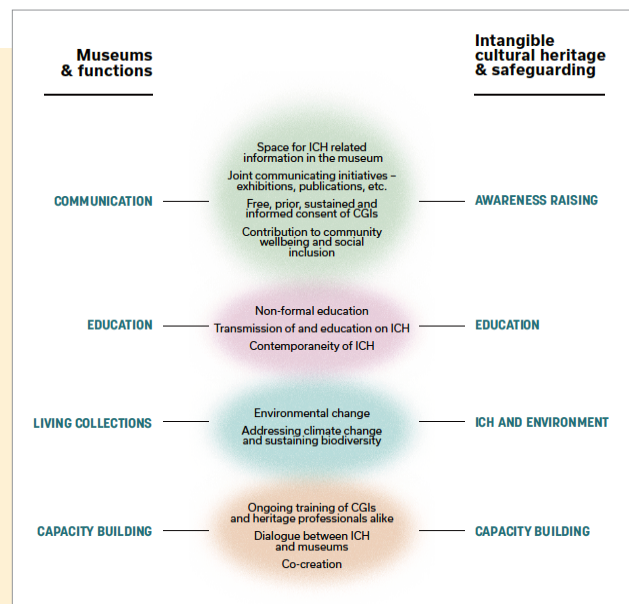 Museums
& functions
Intangible
cultural heritage
& safeguarding
COMMUNICATION
Space for ICH related
information in the museum
Joint communicating initiatives –
exhibitions, publications, etc.
Free, prior, sustained and
informed consent of CGIs
Contribution to community
wellbeing and social
inclusion
AWARENESS RAISING
EDUCATION
Non-formal education
Transmission of and education on ICH
Contemporaneity of ICH
EDUCATION
LIVING COLLECTIONS
Environmental change
Addressing climate change
and sustaining biodiversity
ICH AND ENVIRONMENT
CAPACITY BUILDING
Ongoing training of CGIs
and heritage professionals alike
Dialogue between ICH
and museums
Co-creation
CAPACITY BUILDING